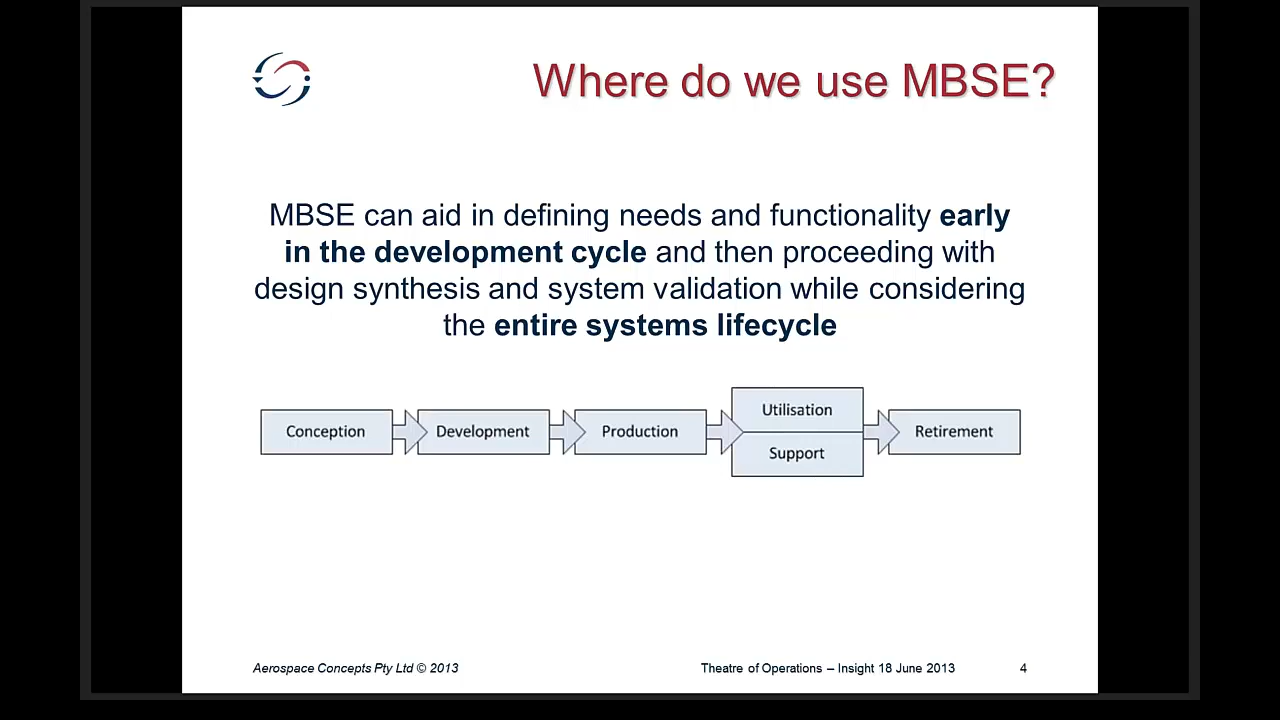 Where do we use MBSE?
MBSE can aid in defining needs and functionality early
in the development cycle and then proceeding with
design synthesis and system validation while considering
the entire systems lifecycle
Conception
Development
Production
Utilisation
Support
Retirement
Aerospace Concepts Pty Ltd © 2013
Theatre of Operations – Insight 18 June 2013
4